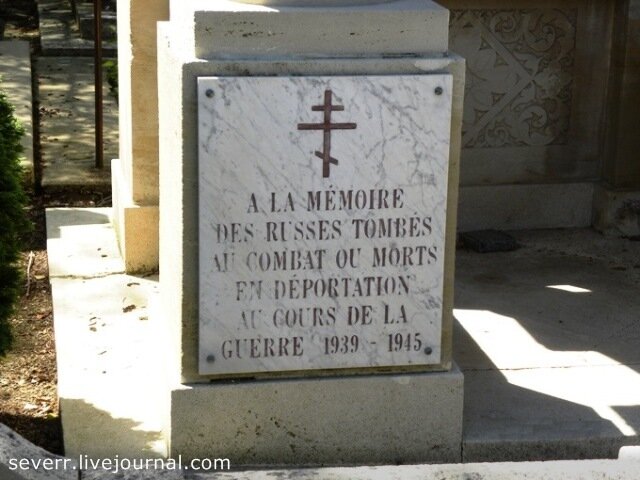 A LA MÉMOIRE
DES RUSSES TOMBÉS
AU COMBAT OU MORTS
EN DÉPORTATION
AU COURS DE LA
GUERRE 1939 - 1945
severr.livejournal.com